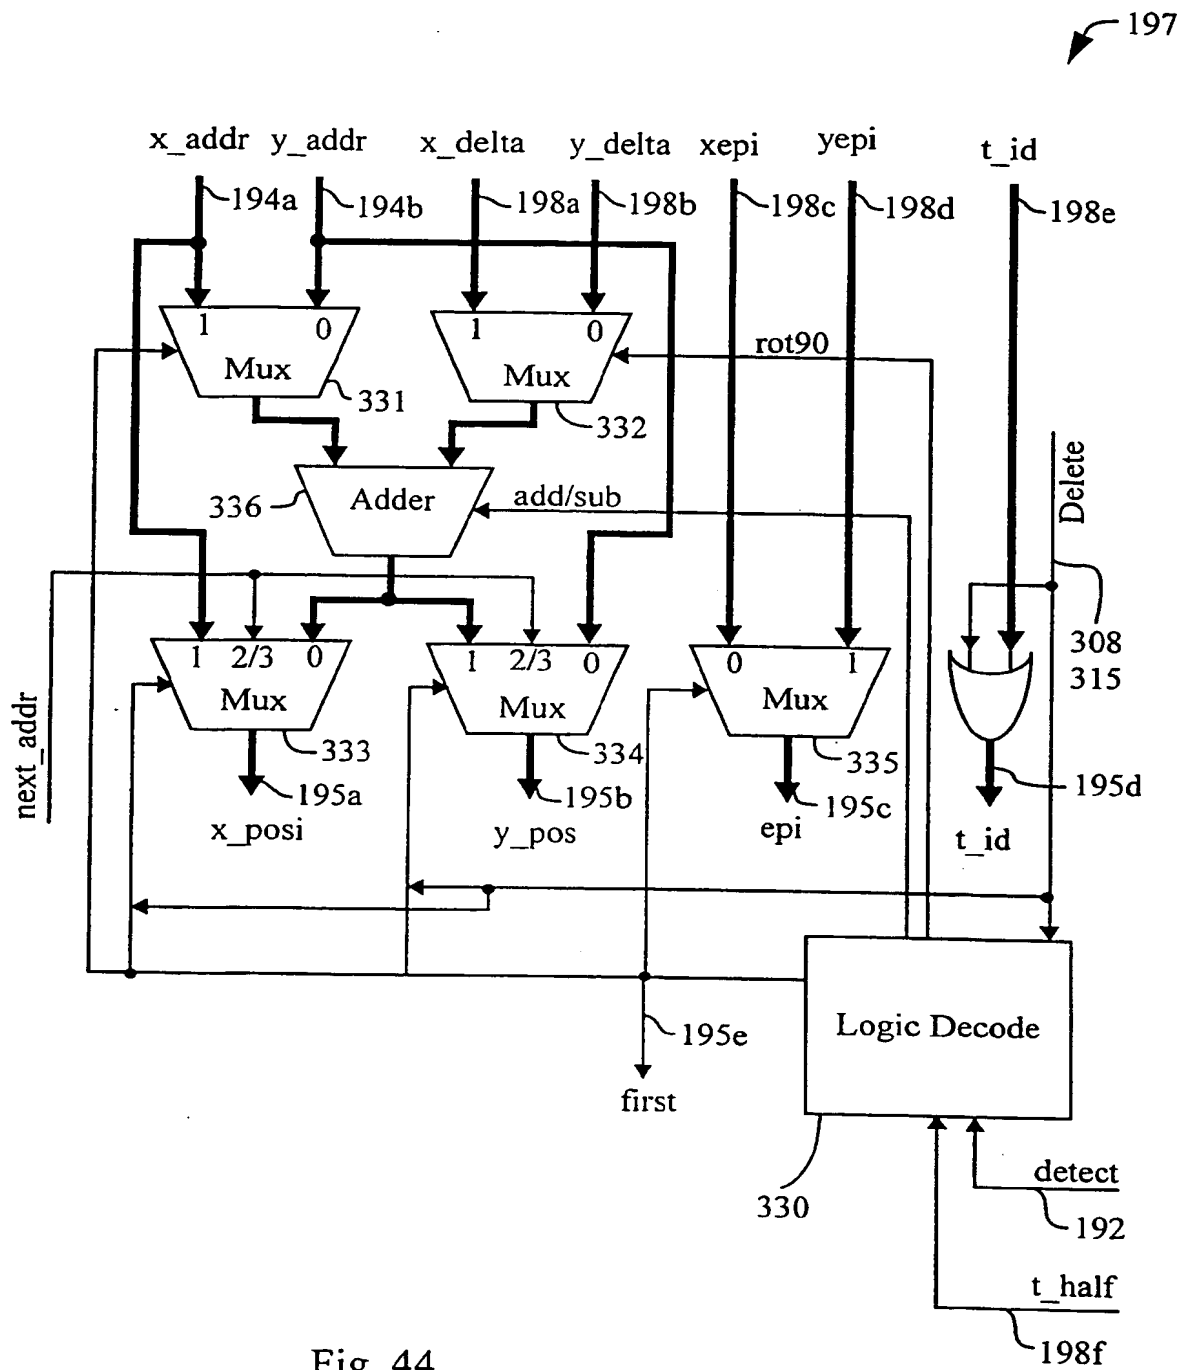 197
x_addr y_addr x_delta y_delta xepi yepi t_id
194a 194b 198a 198b 198c 198d 198e
1 0 1 0
Mux Mux rot90
331 332
Delete
336 Adder add/sub
1 2/3 0 1 2/3 0 0 1
308
315
Mux Mux Mux
333 334 335
next_addr
195a 195b 195c 195d
x_posi y_pos epi t_id
Logic Decode
195e
first
330
detect
192
t_half
198f
Fig. 44